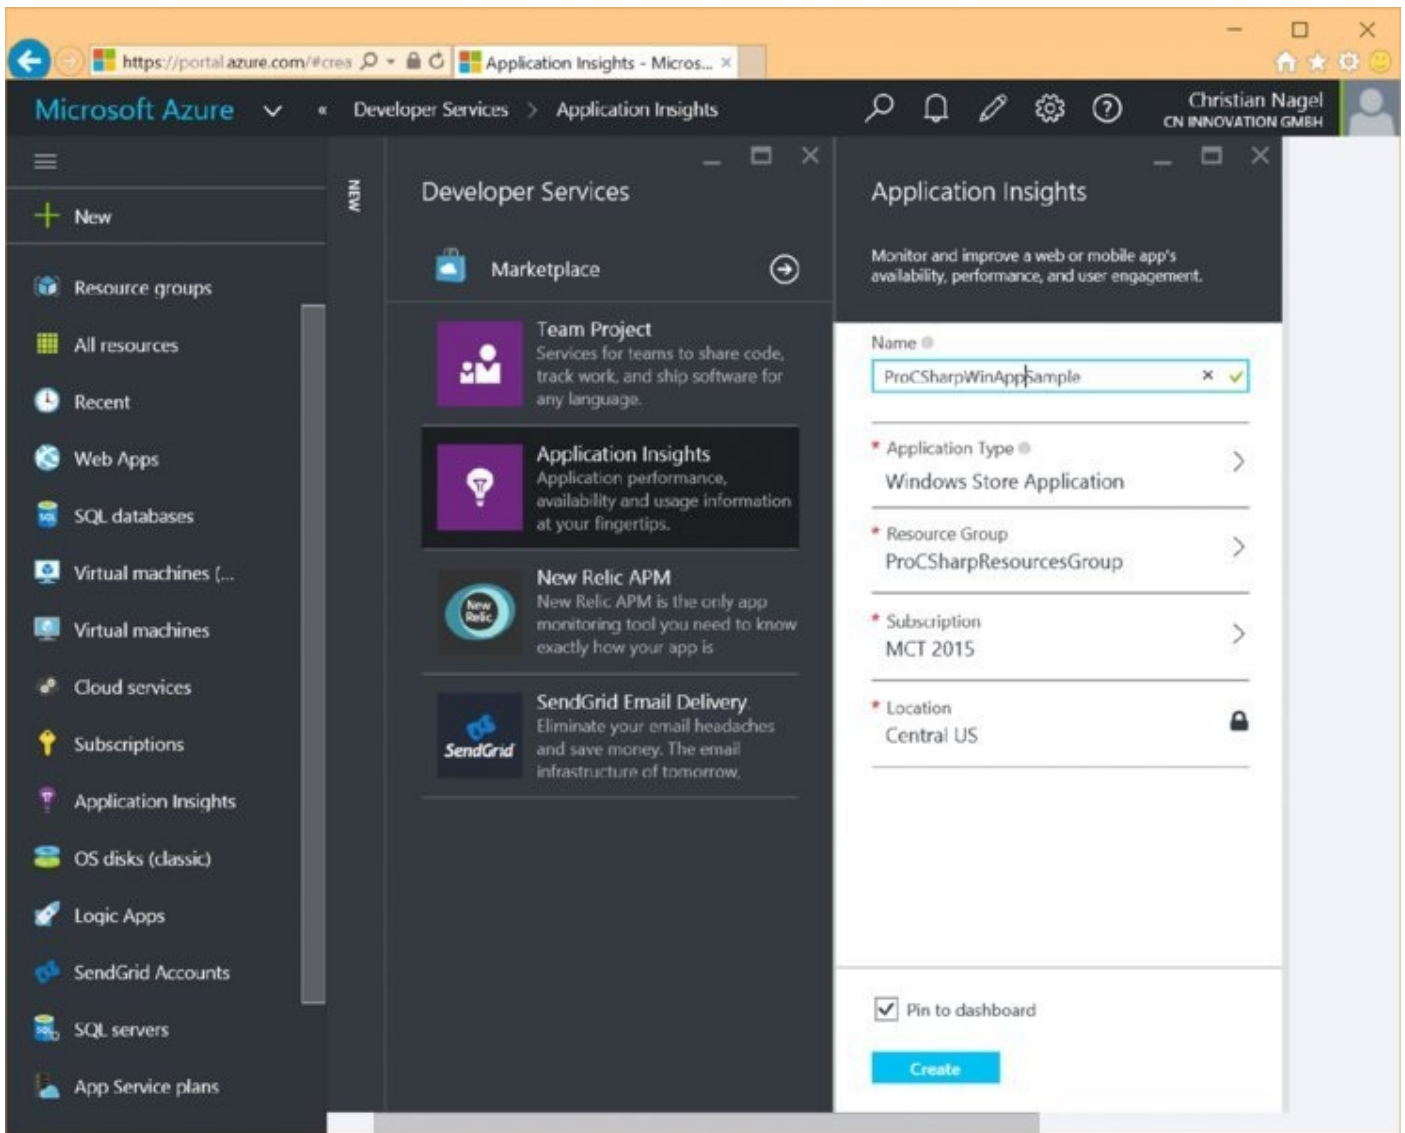 https://portal.azure.com/#crea
Application Insights - Micros...
Microsoft Azure
Developer Services > Application Insights
Christian Nagel
CN INNOVATION GMBH
New
Resource groups
All resources
Recent
Web Apps
SQL databases
Virtual machines (...
Virtual machines
Cloud services
Subscriptions
Application Insights
OS disks (classic)
Logic Apps
SendGrid Accounts
SQL servers
App Service plans
NEW
Developer Services
Marketplace
Team Project
Services for teams to share code,
track work, and ship software for
any language.
Application Insights
Application performance,
availability and usage information
at your fingertips.
New Relic
New Relic APM
New Relic APM is the only app
monitoring tool you need to know
exactly how your app is
SendGrid
SendGrid Email Delivery
Eliminate your email headaches
and save money. The email
infrastructure of tomorrow,
Application Insights
Monitor and improve a web or mobile app's
availability, performance, and user engagement.
Name
ProCSharpWinAppSample
* Application Type
Windows Store Application
* Resource Group
ProCSharpResourcesGroup
* Subscription
MCT 2015
* Location
Central US
Pin to dashboard
Create